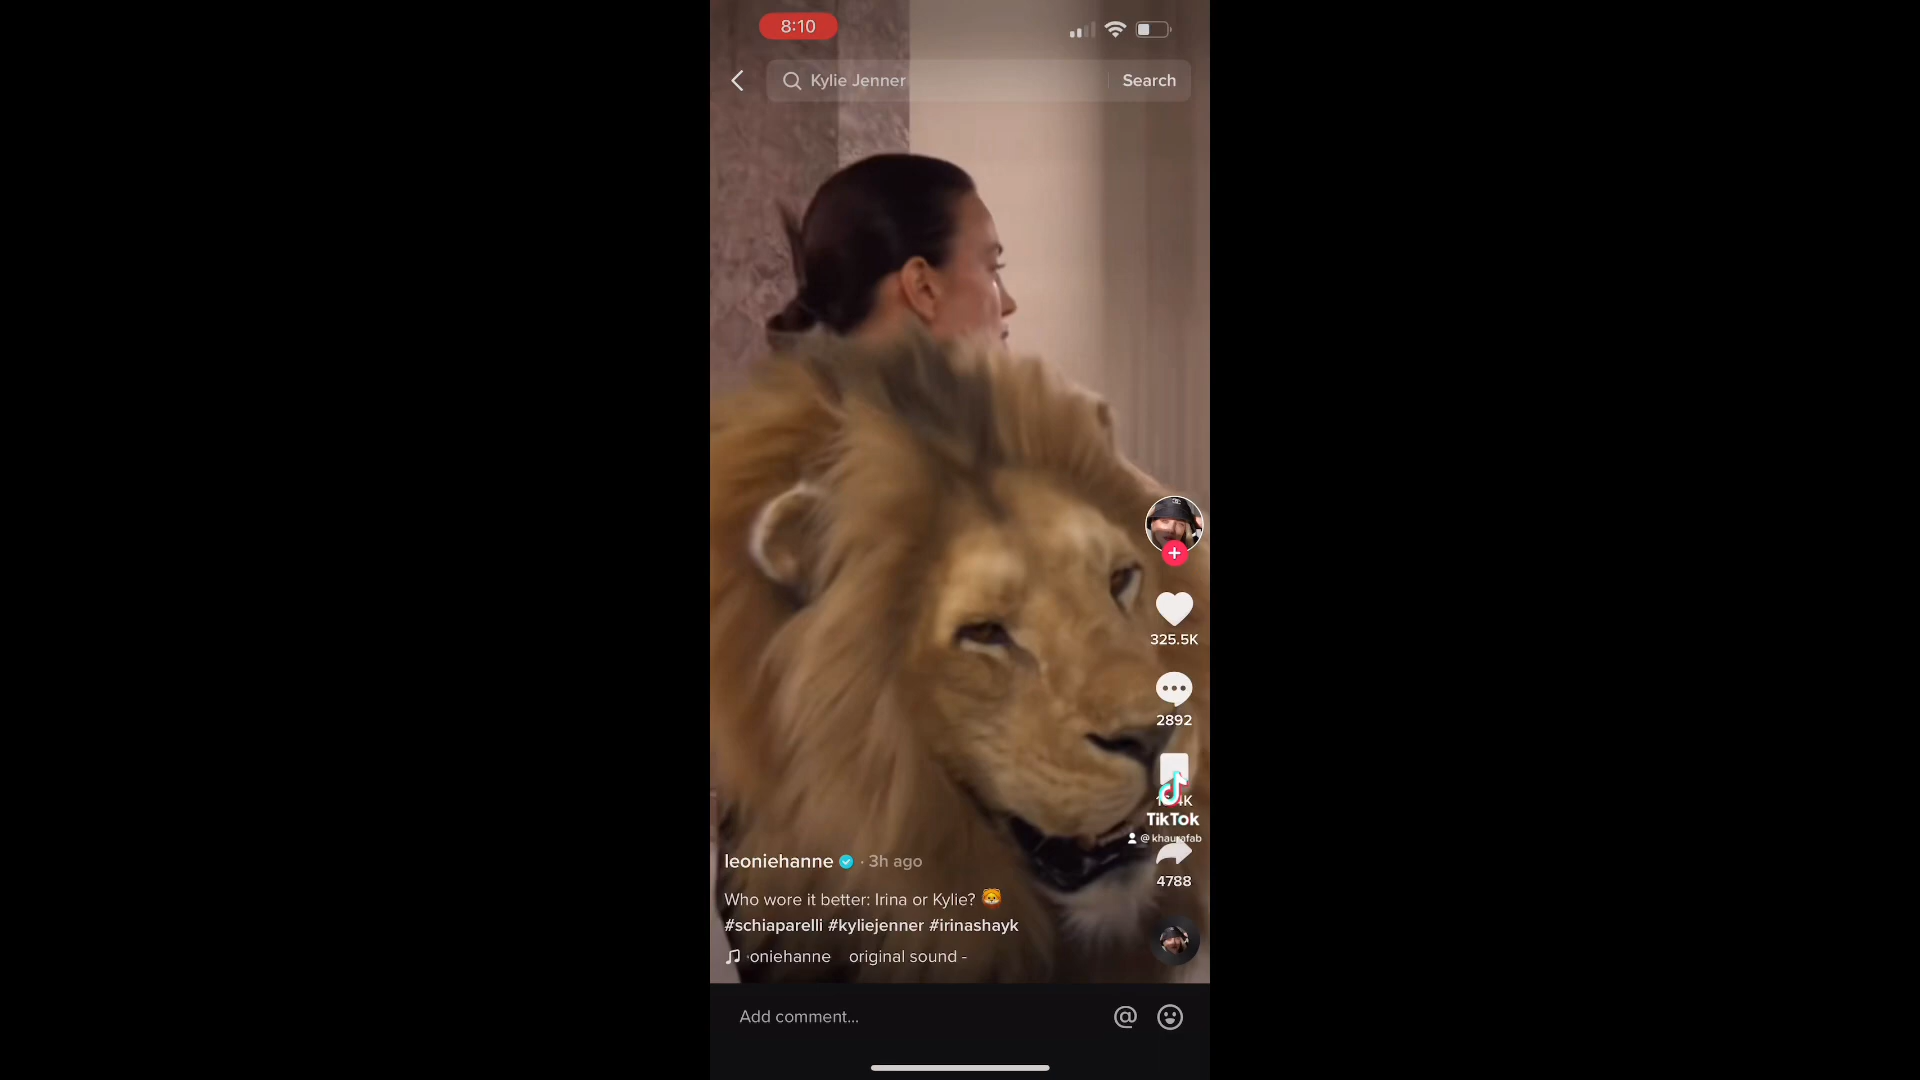 8:10
Kylie Jenner
Search
325.5K
2892
TikTok
4788
leoniehanne · 3h ago
Who wore it better: Irina or Kylie? 🦁
#schiaparelli #kyliejenner #irinashayk
oniehanne original sound -
Add comment...
@